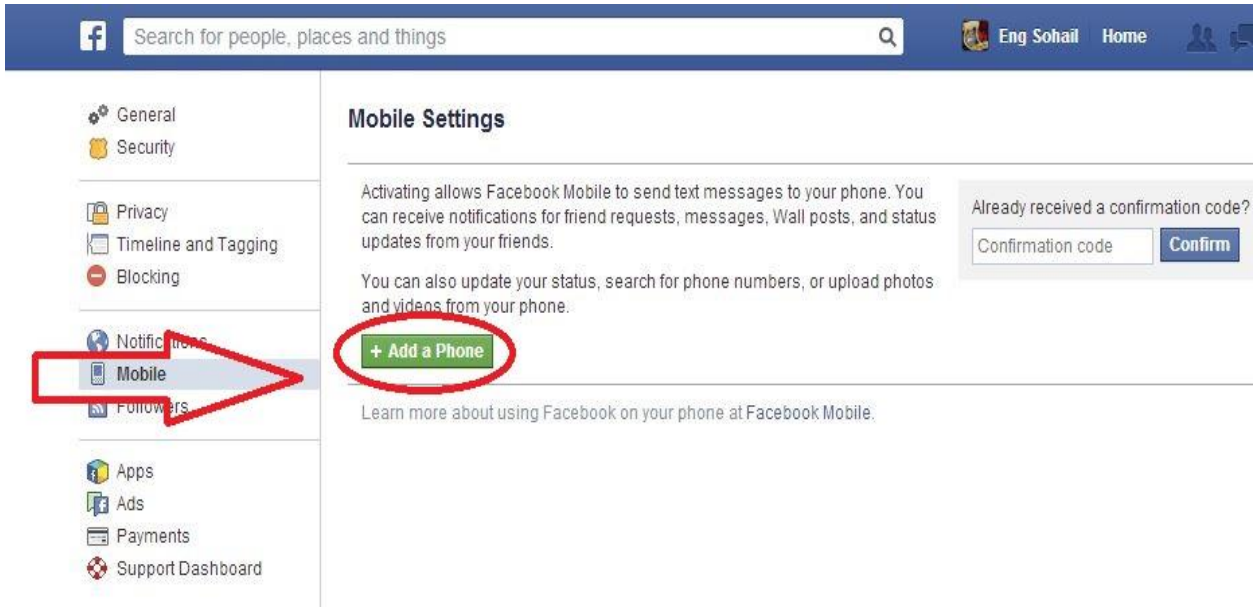 f
Search for people, places and things
Eng Sohail
Home
General
Security
Privacy
Timeline and Tagging
Blocking
Notifications
Mobile
Followers
Apps
Ads
Payments
Support Dashboard
Mobile Settings
Activating allows Facebook Mobile to send text messages to your phone. You
can receive notifications for friend requests, messages, Wall posts, and status
updates from your friends.
You can also update your status, search for phone numbers, or upload photos
and videos from your phone.
+ Add a Phone
Learn more about using Facebook on your phone at Facebook Mobile.
Already received a confirmation code?
Confirmation code
Confirm